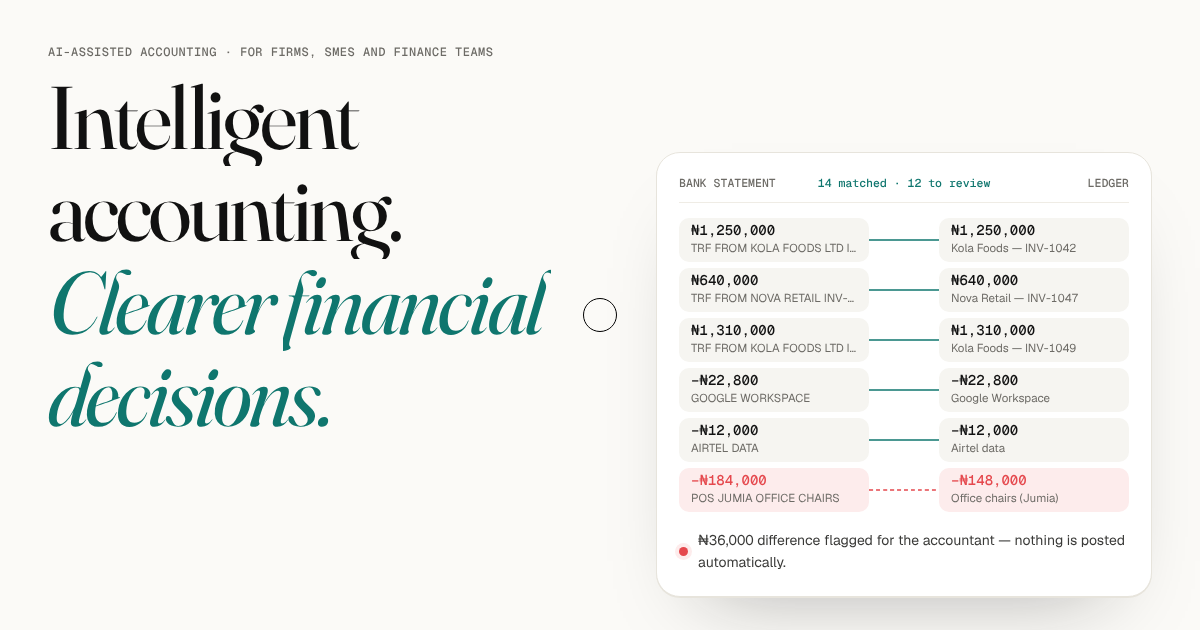 AI-ASSISTED ACCOUNTING · FOR FIRMS, SMES AND FINANCE TEAMS
Intelligent
accounting.
Clearer financial
decisions.
BANK STATEMENT 14 matched · 12 to review LEDGER
₦1,250,000 ₦1,250,000
TRF FROM KOLA FOODS LTD I… Kola Foods — INV-1042
₦640,000 ₦640,000
TRF FROM NOVA RETAIL INV-… Nova Retail — INV-1047
₦1,310,000 ₦1,310,000
TRF FROM KOLA FOODS LTD I… Kola Foods — INV-1049
−₦22,800 −₦22,800
GOOGLE WORKSPACE Google Workspace
−₦12,000 −₦12,000
AIRTEL DATA Airtel data
−₦184,000 −₦148,000
POS JUMIA OFFICE CHAIRS Office chairs (Jumia)
₦36,000 difference flagged for the accountant — nothing is posted
automatically.